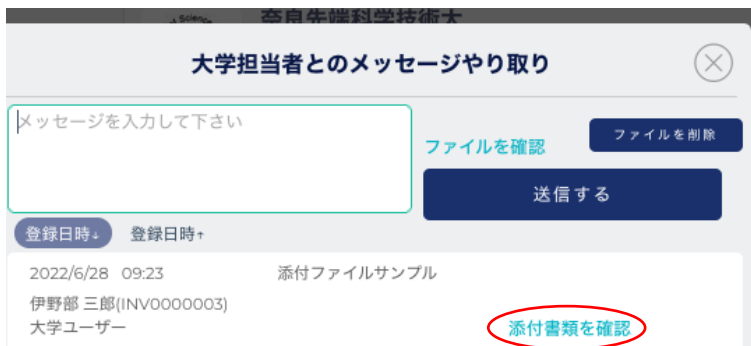 Science
奈良先端科学技術大
大学担当者とのメッセージやり取り
メッセージを入力して下さい
ファイルを確認
ファイルを削除
送信する
登録日時↓ 登録日時↑
2022/6/28 09:23 添付ファイルサンプル
伊野部 三郎(INV0000003)
大学ユーザー
添付書類を確認